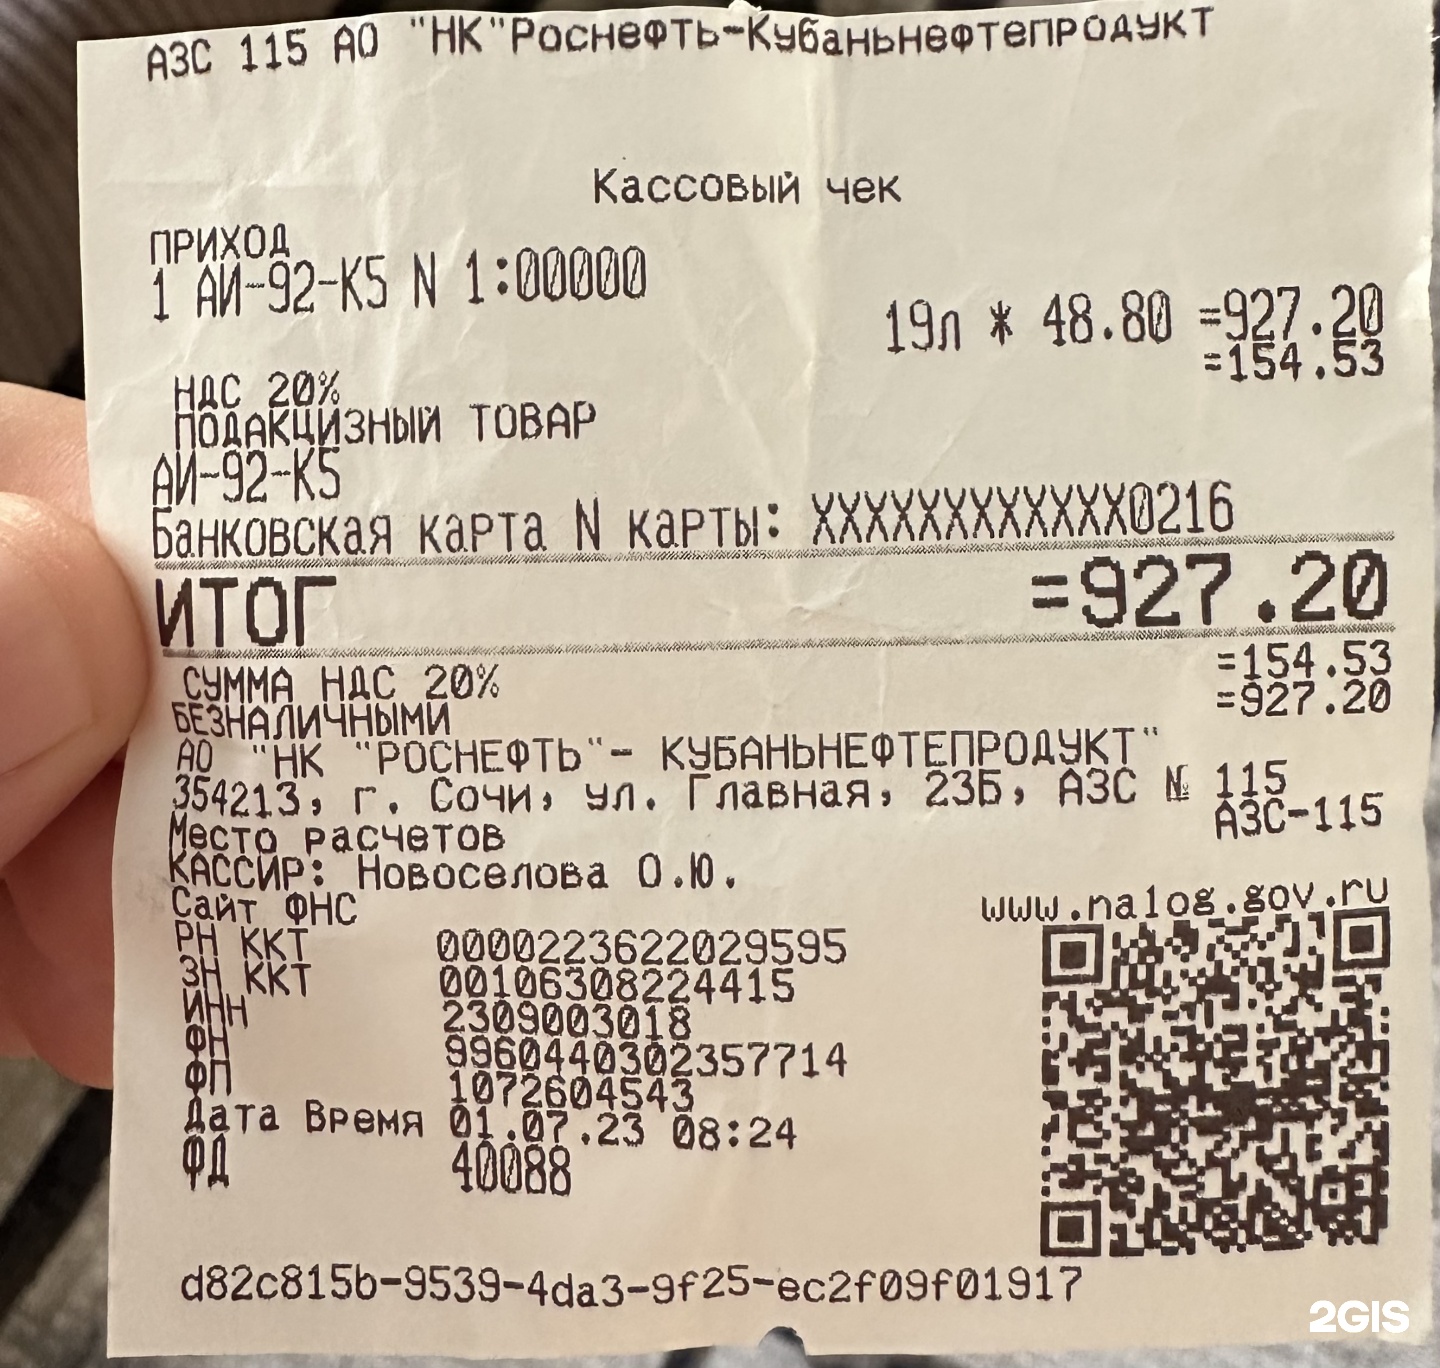 АЗС 115 АО "НК"Роснефть-Кубаньнефтепродукт
Кассовый чек
ПРИХОД
1 АИ-92-К5 N 1:00000
19л * 48.80 =927.20
=154.53
НДС 20%
ПОДАКЦИЗНЫЙ ТОВАР
АИ-92-К5
Банковская карта N карты: XXXXXXXXXXXX0216
ИТОГ =927.20
СУММА НДС 20% =154.53
БЕЗНАЛИЧНЫМИ =927.20
АО "НК "РОСНЕФТЬ"- КУБАНЬНЕФТЕПРОДУКТ"
354213, г. Сочи, ул. Главная, 23Б, АЗС № 115
Место расчетов АЗС-115
КАССИР: Новоселова О.Ю.
Сайт ФНС www.nalog.gov.ru
РН ККТ 0000223622029595
ЗН ККТ 00106308224415
ИНН 2309003018
ФН 9960440302357714
ФП 1072604543
Дата Время 01.07.23 08:24
ФД 40088
d82c815b-9539-4da3-9f25-ec2f09f01917
2GIS